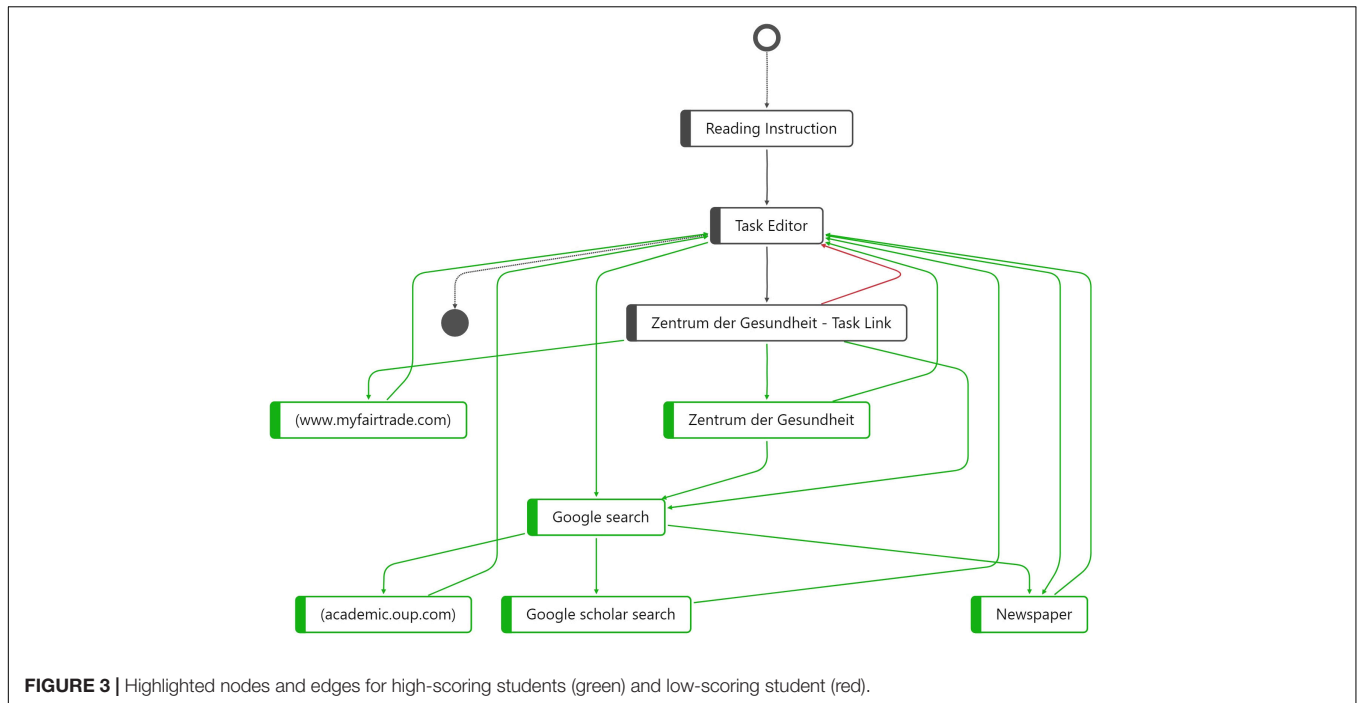 Reading Instruction
Task Editor
Zentrum der Gesundheit - Task Link
(www.myfairtrade.com)
Zentrum der Gesundheit
Google search
(academic.oup.com)
Google scholar search
Newspaper
FIGURE 3 | Highlighted nodes and edges for high-scoring students (green) and low-scoring student (red).